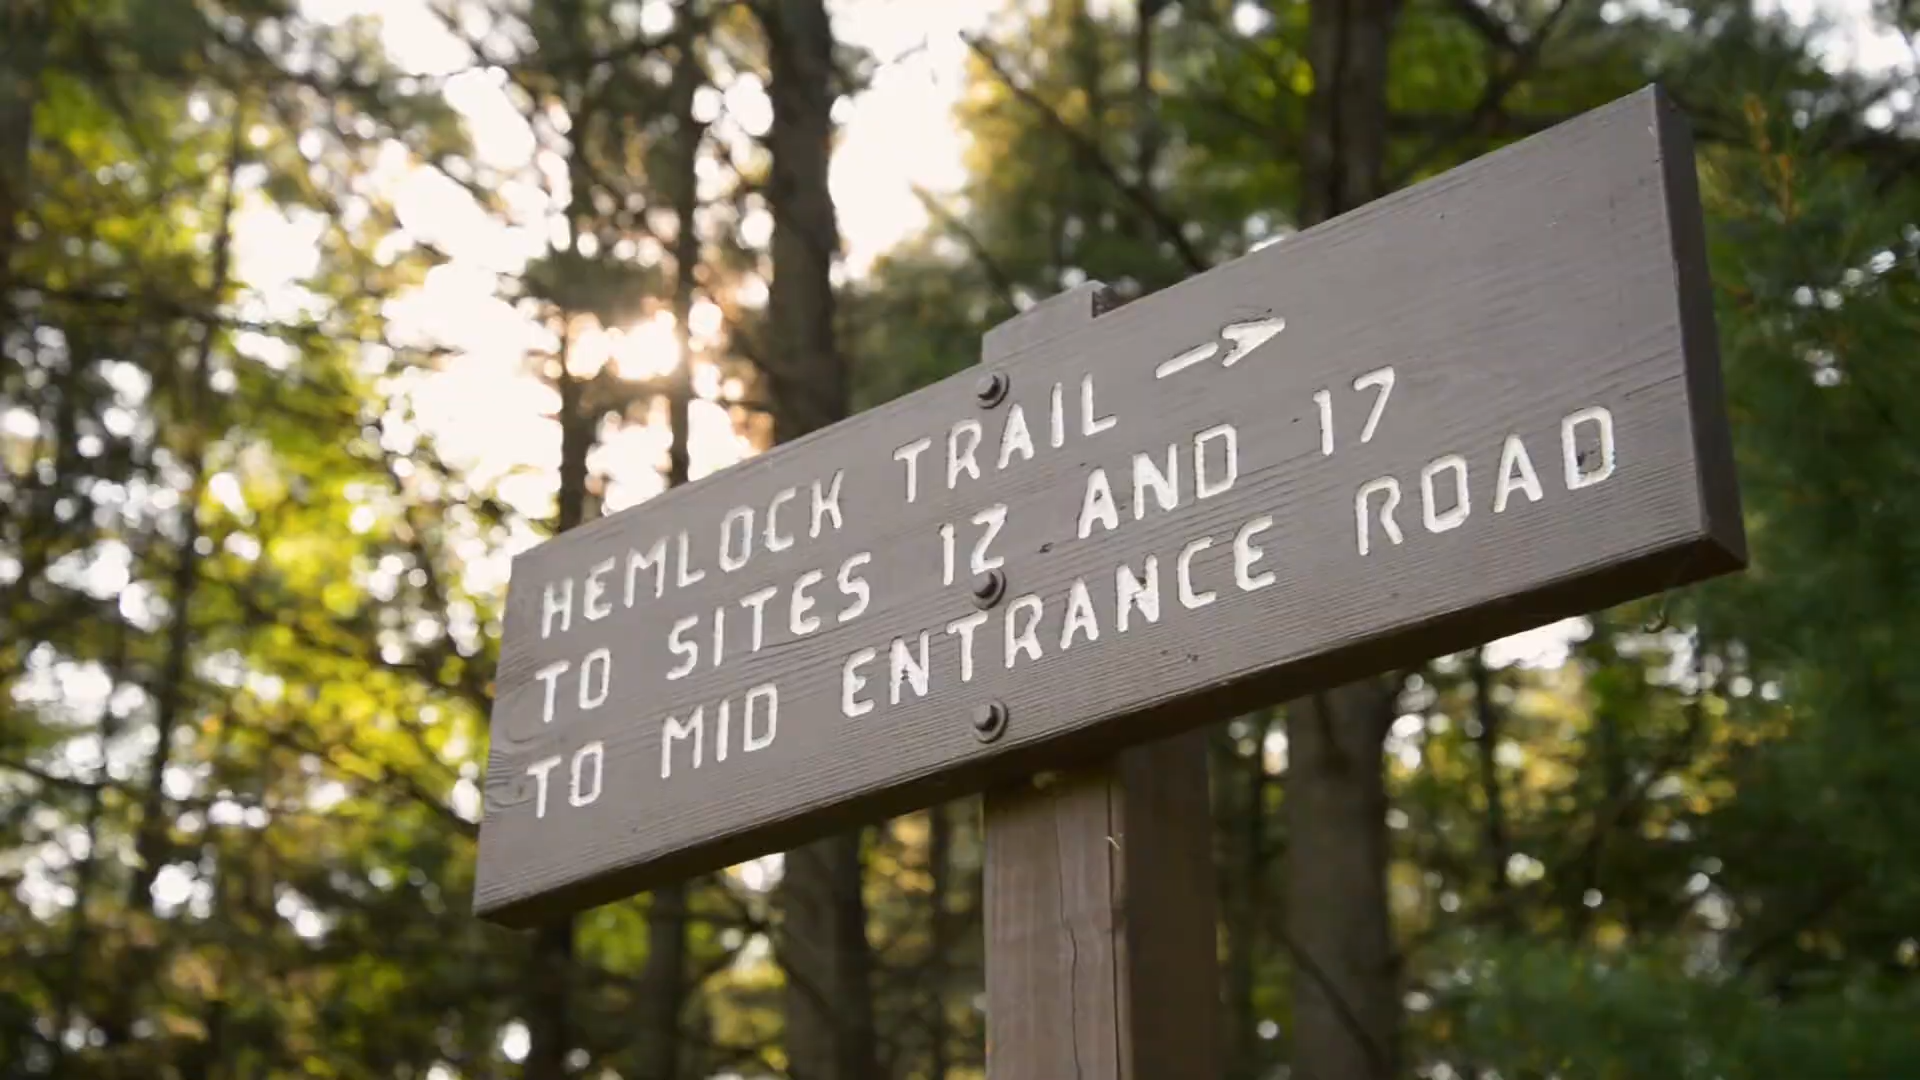 HEMLOCK TRAIL →
TO SITES 12 AND 17
TO MID ENTRANCE ROAD